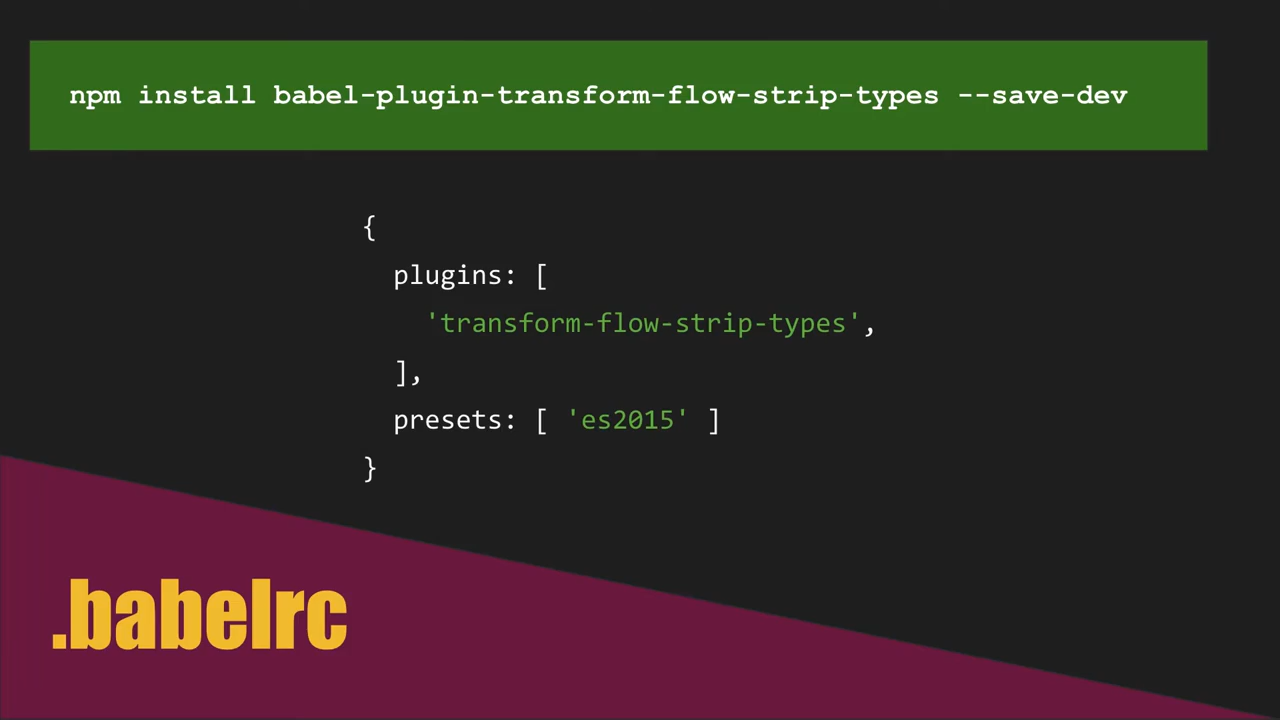 npm install babel-plugin-transform-flow-strip-types --save-dev
{
plugins: [
'transform-flow-strip-types',
],
presets: [ 'es2015' ]
}
.babelrc